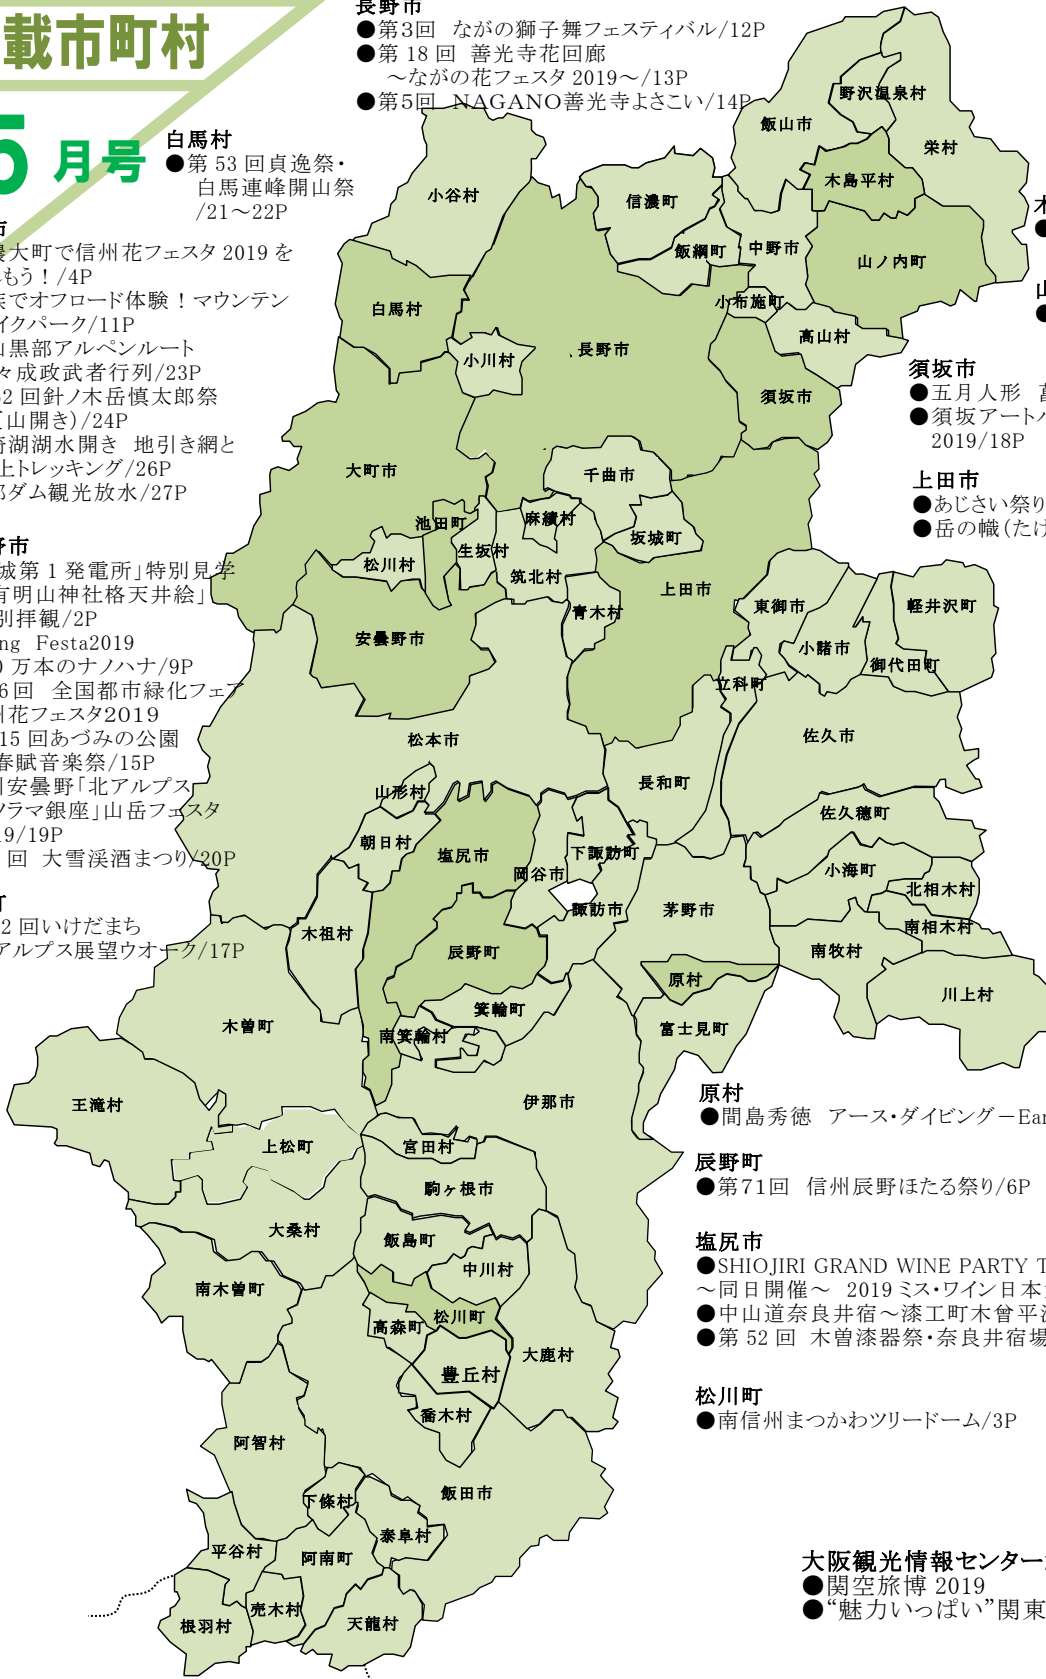 載市町村
5月号
長野市
●第3回 ながの獅子舞フェスティバル/12P
●第18回 善光寺花回廊
～ながの花フェスタ2019～/13P
●第5回 NAGANO善光寺よさこい/14P
白馬村
●第53回貞逸祭・
白馬連峰開山祭
/21～22P
市
大町で信州花フェスタ2019を
もう！/4P
でオフロード体験！マウンテン
イクパーク/11P
黒部アルペンルート
々成政武者行列/23P
2回針ノ木岳慎太郎祭
(山開き)/24P
湖湖水開き 地引き網と
上トレッキング/26P
ダム観光放水/27P
野市
城第1発電所」特別見学
有明山神社格天井絵」
別拝観/2P
ng Festa2019
0万本のナノハナ/9P
6回 全国都市緑化フェア
州花フェスタ2019
15回あづみの公園
春賦音楽祭/15P
安曇野「北アルプス
ノラマ銀座」山岳フェスタ
19/19P
回 大雪渓酒まつり/20P
町
2回いけだまち
アルプス展望ウオーク/17P
木
●
山
●
須坂市
●五月人形
●須坂アートパ
2019/18P
上田市
●あじさい祭り
●岳の幟(たけ
原村
●間島秀徳 アース・ダイビング－Ear
辰野町
●第71回 信州辰野ほたる祭り/6P
塩尻市
●SHIOJIRI GRAND WINE PARTY T
～同日開催～ 2019ミス・ワイン日本
●中山道奈良井宿～漆工町木曾平
●第52回 木曽漆器祭・奈良井宿場
松川町
●南信州まつかわツリードーム/3P
大阪観光情報センター
●関空旅博2019
●“魅力いっぱい”関東
野沢温泉村
飯山市
栄村
木島平村
小谷村
信濃町
飯綱町
中野市
山ノ内町
白馬村
小布施町
高山村
小川村
長野市
須坂市
大町市
千曲市
池田町
麻績村
坂城町
松川村
生坂村
筑北村
上田市
青木村
東御市
軽井沢町
安曇野市
小諸市
御代田町
立科町
松本市
佐久市
長和町
山形村
佐久穂町
朝日村
塩尻市
岡谷市
下諏訪町
小海町
北相木村
諏訪市
茅野市
南相木村
木祖村
辰野町
南牧村
原村
川上村
箕輪町
木曽町
南箕輪村
富士見町
王滝村
伊那市
上松町
宮田村
駒ヶ根市
大桑村
飯島町
中川村
南木曽町
松川町
高森町
大鹿村
豊丘村
喬木村
阿智村
飯田市
下條村
泰阜村
平谷村
阿南町
売木村
根羽村
天龍村